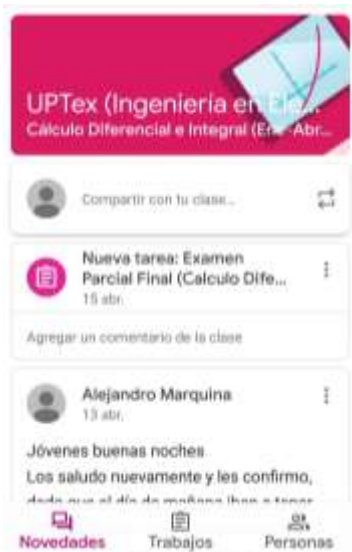 UPTex (Ingeniería en Ele...
Cálculo Diferencial e Integral (Ene-Abr...
Compartir con tu clase...
Nueva tarea: Examen
Parcial Final (Calculo Dife...
15 abr.
Agregar un comentario de la clase
Alejandro Marquina
13 abr.
Jóvenes buenas noches
Los saludo nuevamente y les confirmo,
dado que el día de mañana iban a tener
Novedades
Trabajos
Personas